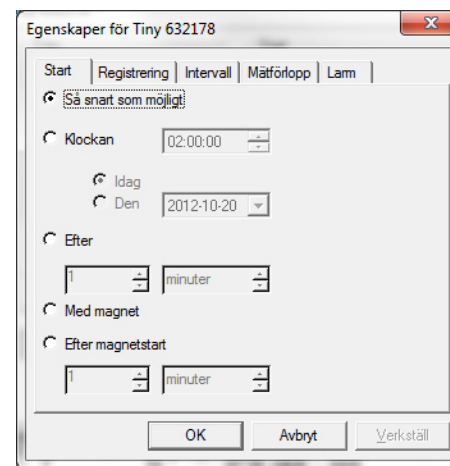 Egenskaper för Tiny 632178
Start Registrering Intervall Mätförlopp Larm
Så snart som möjligt
Klockan 02:00:00
Idag
Den 2012-10-20
Efter
1 minuter
Med magnet
Efter magnetstart
1 minuter
OK Avbryt Verkställ